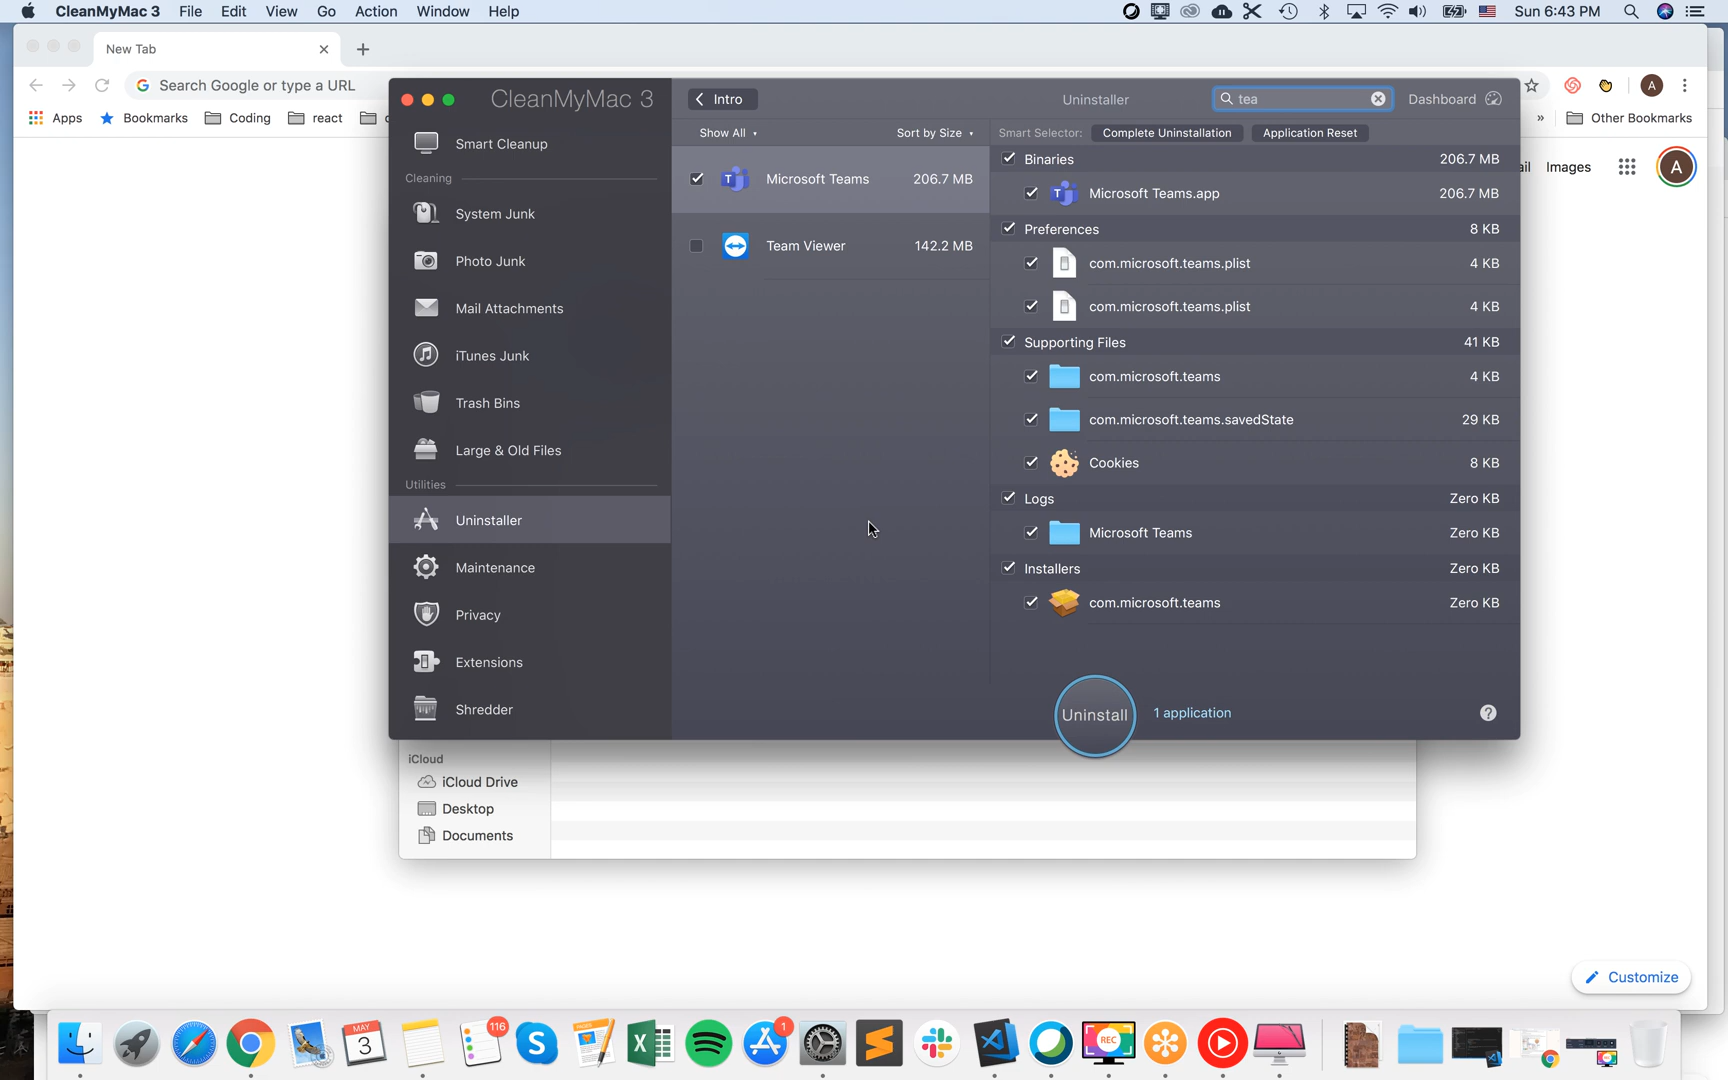 CleanMyMac 3 File Edit View Go Action Window Help Sun 6:43 PM
New Tab
Search Google or type a URL
Apps Bookmarks Coding react » Other Bookmarks
A
ail Images A
CleanMyMac 3
Intro Uninstaller tea Dashboard
Show All Sort by Size Smart Selector: Complete Uninstallation Application Reset
Smart Cleanup
Cleaning
System Junk
Photo Junk
Mail Attachments
iTunes Junk
Trash Bins
Large & Old Files
Utilities
Uninstaller
Maintenance
Privacy
Extensions
Shredder
Microsoft Teams 206.7 MB
Team Viewer 142.2 MB
Binaries 206.7 MB
Microsoft Teams.app 206.7 MB
Preferences 8 KB
com.microsoft.teams.plist 4 KB
com.microsoft.teams.plist 4 KB
Supporting Files 41 KB
com.microsoft.teams 4 KB
com.microsoft.teams.savedState 29 KB
Cookies 8 KB
Logs Zero KB
Microsoft Teams Zero KB
Installers Zero KB
com.microsoft.teams Zero KB
Uninstall 1 application ?
iCloud
iCloud Drive
Desktop
Documents
Customize
MAY
3
116
1
REC